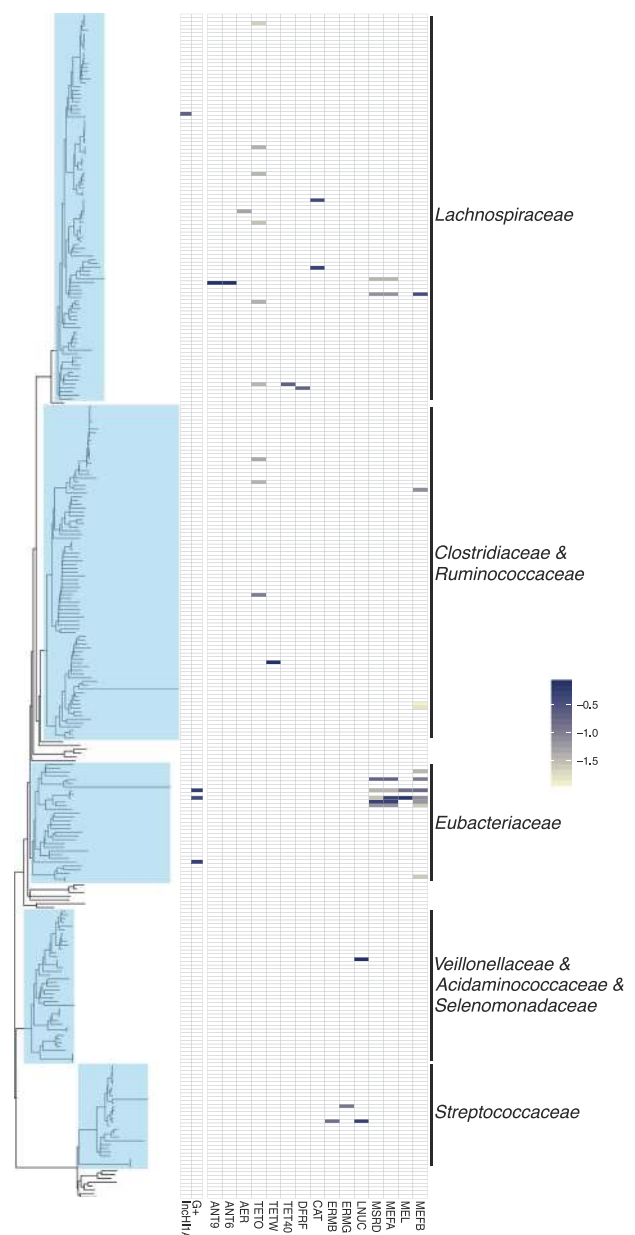 Lachnospiraceae
Clostridiaceae &
Ruminococcaceae
−0.5
−1.0
−1.5
Eubacteriaceae
Veillonellaceae &
Acidaminococcaceae &
Selenomonadaceae
Streptococcaceae
G+
ANT9
ANT6
AER
TETO
TETW
TET40
DFRF
CAT
ERMB
ERMG
LNUC
MSRD
MEFA
MEL
MEFB